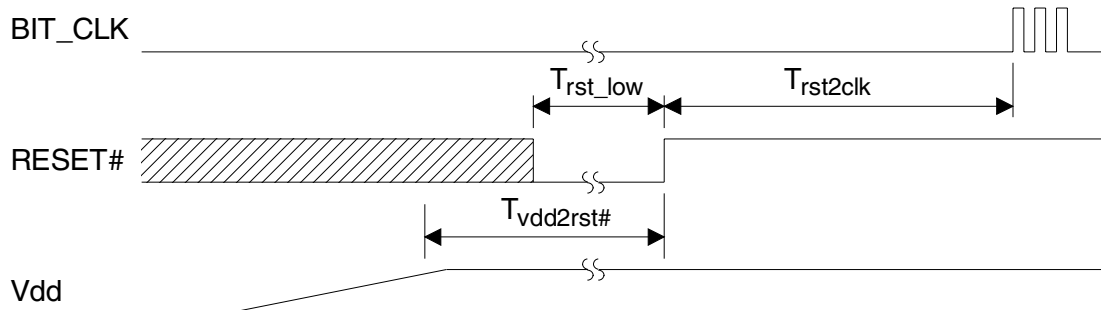 BIT_CLK
Trst_low
Trst2clk
RESET#
Tvdd2rst#
Vdd